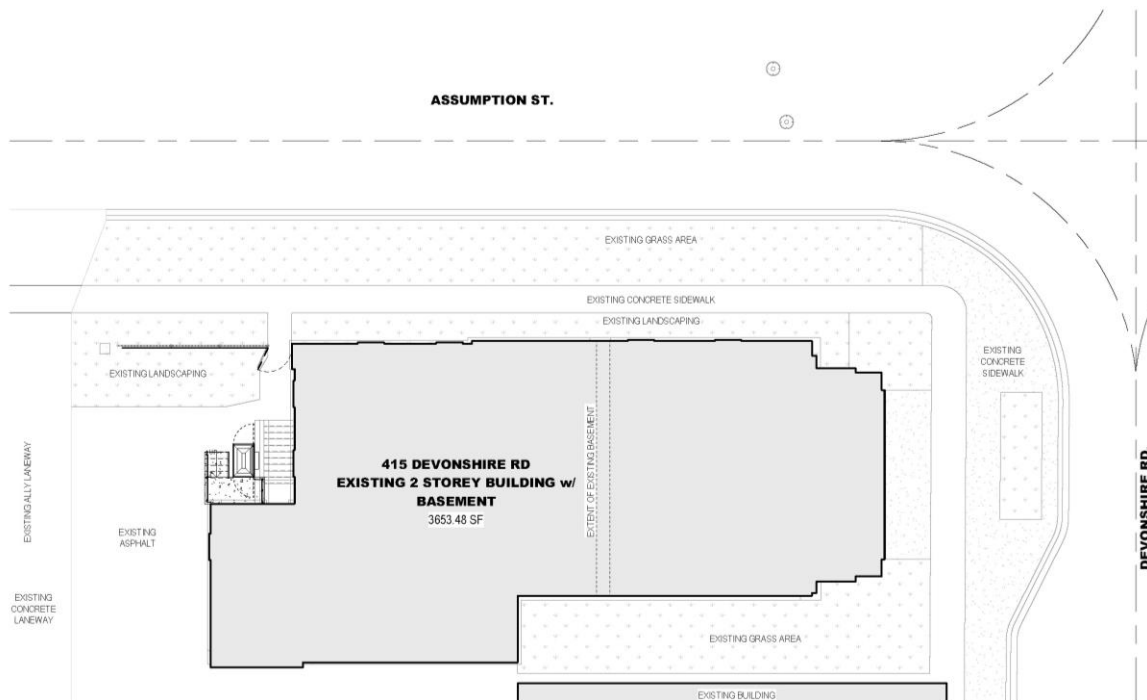 ASSUMPTION ST.
EXISTING GRASS AREA
EXISTING CONCRETE SIDEWALK
EXISTING LANDSCAPING
EXISTING
CONCRETE
SIDEWALK
EXISTING LANDSCAPING
EXISTING ALLY LANEWAY
415 DEVONSHIRE RD
EXISTING 2 STOREY BUILDING w/
BASEMENT
3653.48 SF
EXTENT OF EXISTING BASEMENT
DEVONSHIRE RD
EXISTING
ASPHALT
EXISTING
CONCRETE
LANEWAY
EXISTING GRASS AREA
EXISTING BUILDING